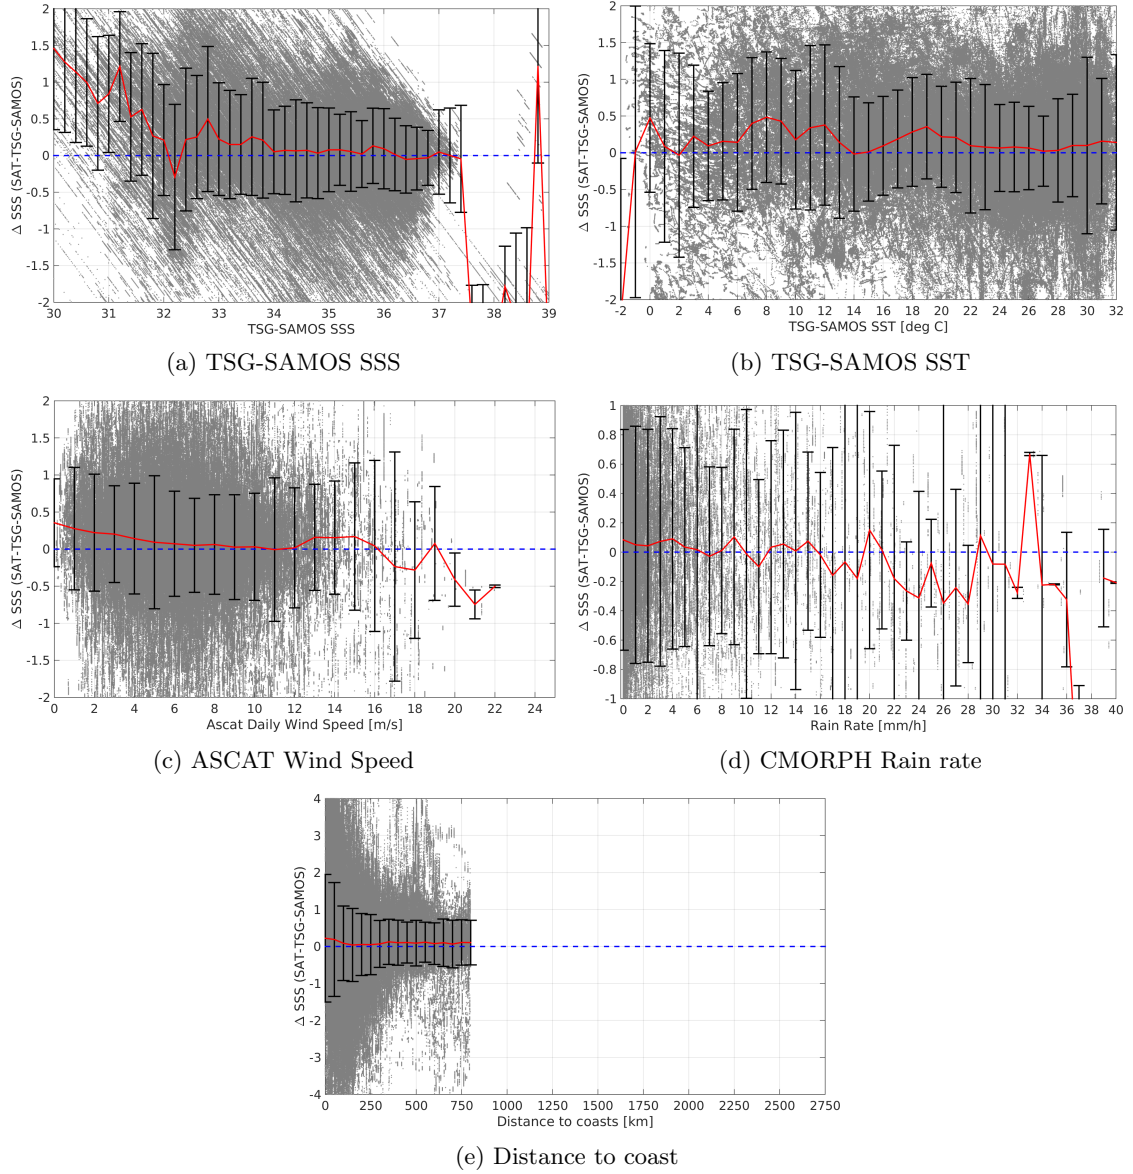 2
1.5
1
0.5
0
-0.5
-1
-1.5
-2
Δ SSS (SAT-TSG-SAMOS)
30 31 32 33 34 35 36 37 38 39
TSG-SAMOS SSS
(a) TSG-SAMOS SSS
2
1.5
1
0.5
0
-0.5
-1
-1.5
-2
Δ SSS (SAT-TSG-SAMOS)
-2 0 2 4 6 8 10 12 14 16 18 20 22 24 26 28 30 32
TSG-SAMOS SST [deg C]
(b) TSG-SAMOS SST
2
1.5
1
0.5
0
-0.5
-1
-1.5
-2
Δ SSS (SAT-TSG-SAMOS)
0 2 4 6 8 10 12 14 16 18 20 22 24
Ascat Daily Wind Speed [m/s]
(c) ASCAT Wind Speed
1
0.8
0.6
0.4
0.2
0
-0.2
-0.4
-0.6
-0.8
-1
Δ SSS (SAT-TSG-SAMOS)
0 2 4 6 8 10 12 14 16 18 20 22 24 26 28 30 32 34 36 38 40
Rain Rate [mm/h]
(d) CMORPH Rain rate
4
3
2
1
0
-1
-2
-3
-4
Δ SSS (SAT-TSG-SAMOS)
0 250 500 750 1000 1250 1500 1750 2000 2250 2500 2750
Distance to coasts [km]
(e) Distance to coast